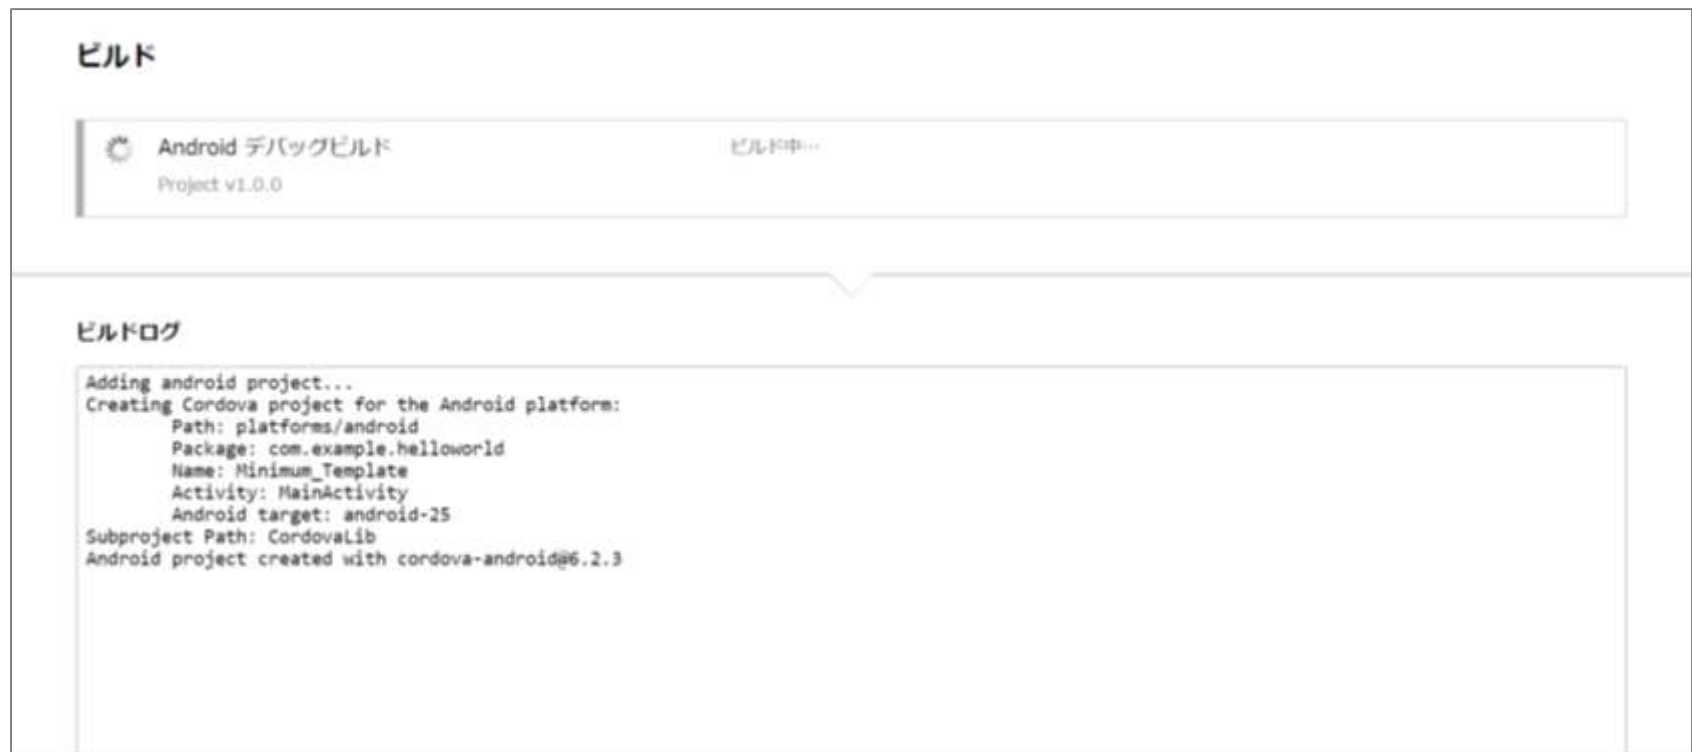 ビルド
Android デバッグビルド
ビルド中…
Project v1.0.0
ビルドログ
Adding android project...
Creating Cordova project for the Android platform:
Path: platforms/android
Package: com.example.helloworld
Name: Minimum_Template
Activity: MainActivity
Android target: android-25
Subproject Path: CordovaLib
Android project created with cordova-android@6.2.3